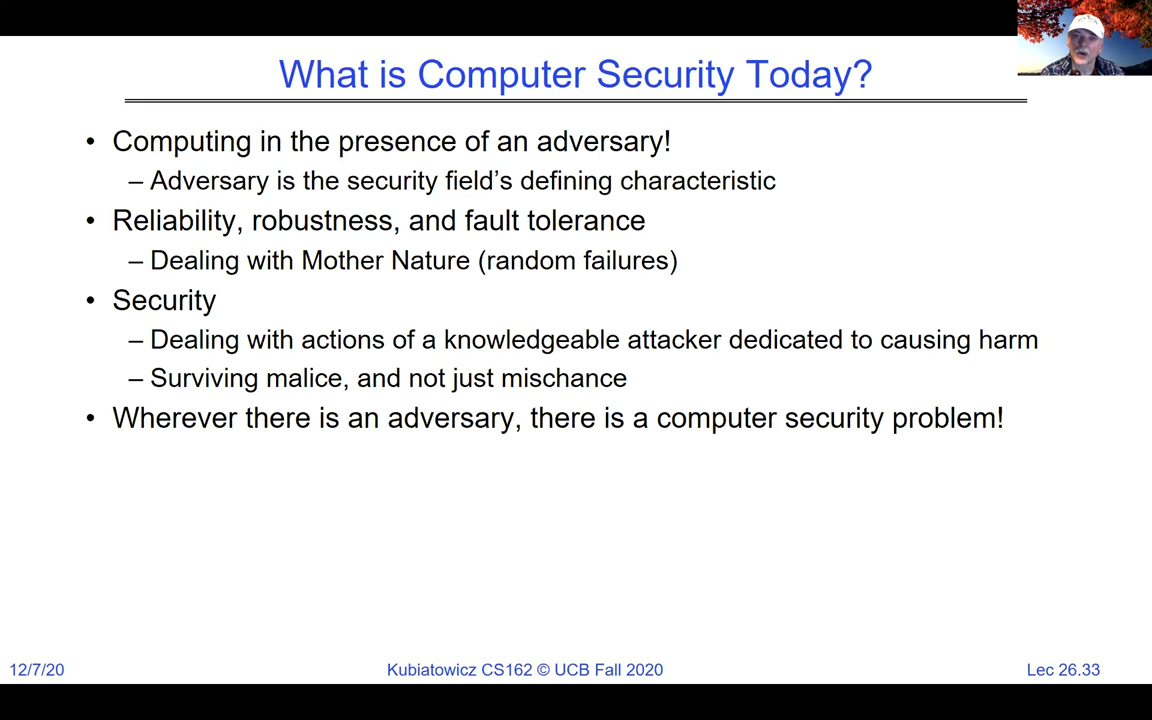 What is Computer Security Today?
• Computing in the presence of an adversary!
– Adversary is the security field's defining characteristic
• Reliability, robustness, and fault tolerance
– Dealing with Mother Nature (random failures)
• Security
– Dealing with actions of a knowledgeable attacker dedicated to causing harm
– Surviving malice, and not just mischance
• Wherever there is an adversary, there is a computer security problem!
12/7/20 Kubiatowicz CS162 © UCB Fall 2020 Lec 26.33